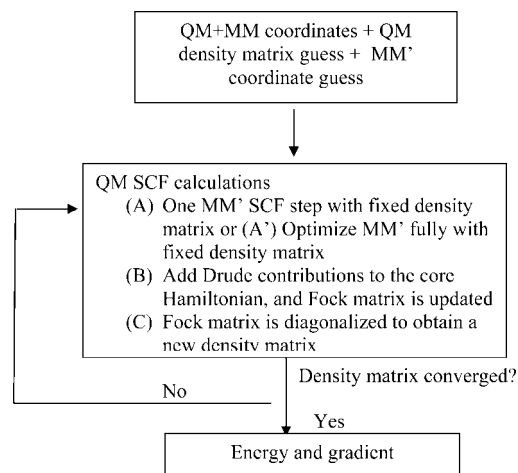 QM+MM coordinates + QM
density matrix guess + MM'
coordinate guess
QM SCF calculations
(A) One MM' SCF step with fixed density
matrix or (A') Optimize MM' fully with
fixed density matrix
(B) Add Drude contributions to the core
Hamiltonian, and Fock matrix is updated
(C) Fock matrix is diagonalized to obtain a
new density matrix
Density matrix converged?
No
Yes
Energy and gradient